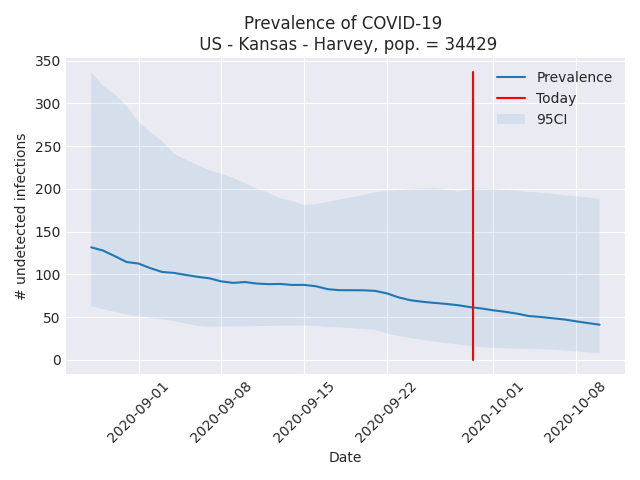 Prevalence of COVID-19
US - Kansas - Harvey, pop. = 34429
Prevalence
Today
95CI
# undetected infections
350
300
250
200
150
100
50
0
2020-09-01
2020-09-08
2020-09-15
2020-09-22
2020-10-01
2020-10-08
Date